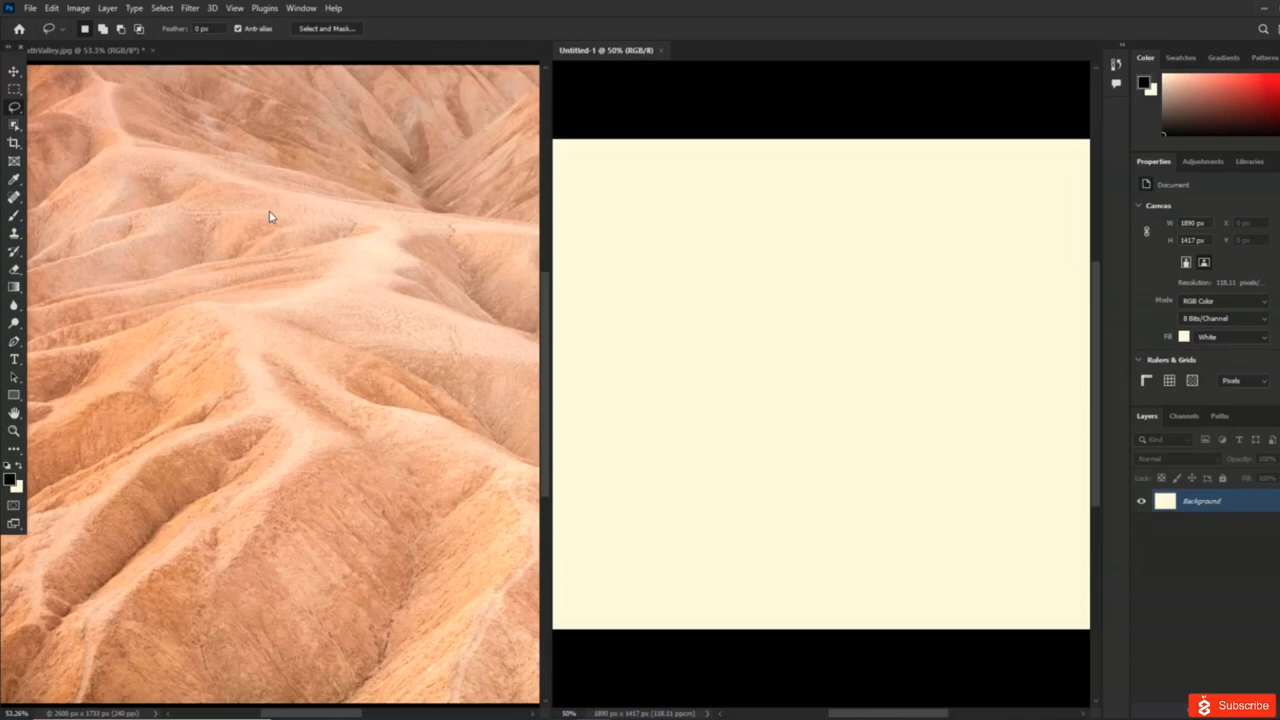 Ps File Edit Image Layer Type Select Filter 3D View Plugins Window Help
Feather: 0 px Anti-alias Select and Mask...
athValley.jpg @ 53.3% (RGB/8*) * ×
Untitled-1 @ 50% (RGB/8) ×
Color Swatches Gradients Patterns
Properties Adjustments Libraries
Document
Canvas
W 1890 px X 0 px
H 1417 px Y 0 px
Resolution: 118.11 pixels/...
Mode RGB Color
8 Bits/Channel
Fill White
Rulers & Grids
Pixels
Layers Channels Paths
Kind
Normal Opacity: 100%
Lock: Fill: 100%
Background
53.26% © 2600 px x 1733 px (240 ppi)
50% 1890 px x 1417 px (118.11 ppcm)
Subscribe